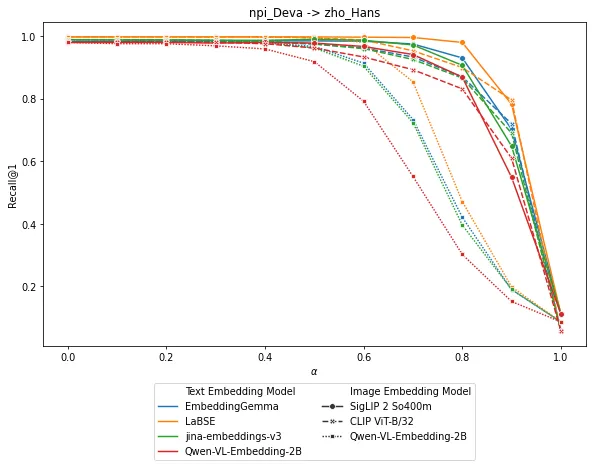 npi_Deva -> zho_Hans
Recall@1
1.0
0.8
0.6
0.4
0.2
0.0 0.2 0.4 0.6 0.8 1.0
α
Text Embedding Model Image Embedding Model
EmbeddingGemma SigLIP 2 So400m
LaBSE CLIP ViT-B/32
jina-embeddings-v3 Qwen-VL-Embedding-2B
Qwen-VL-Embedding-2B